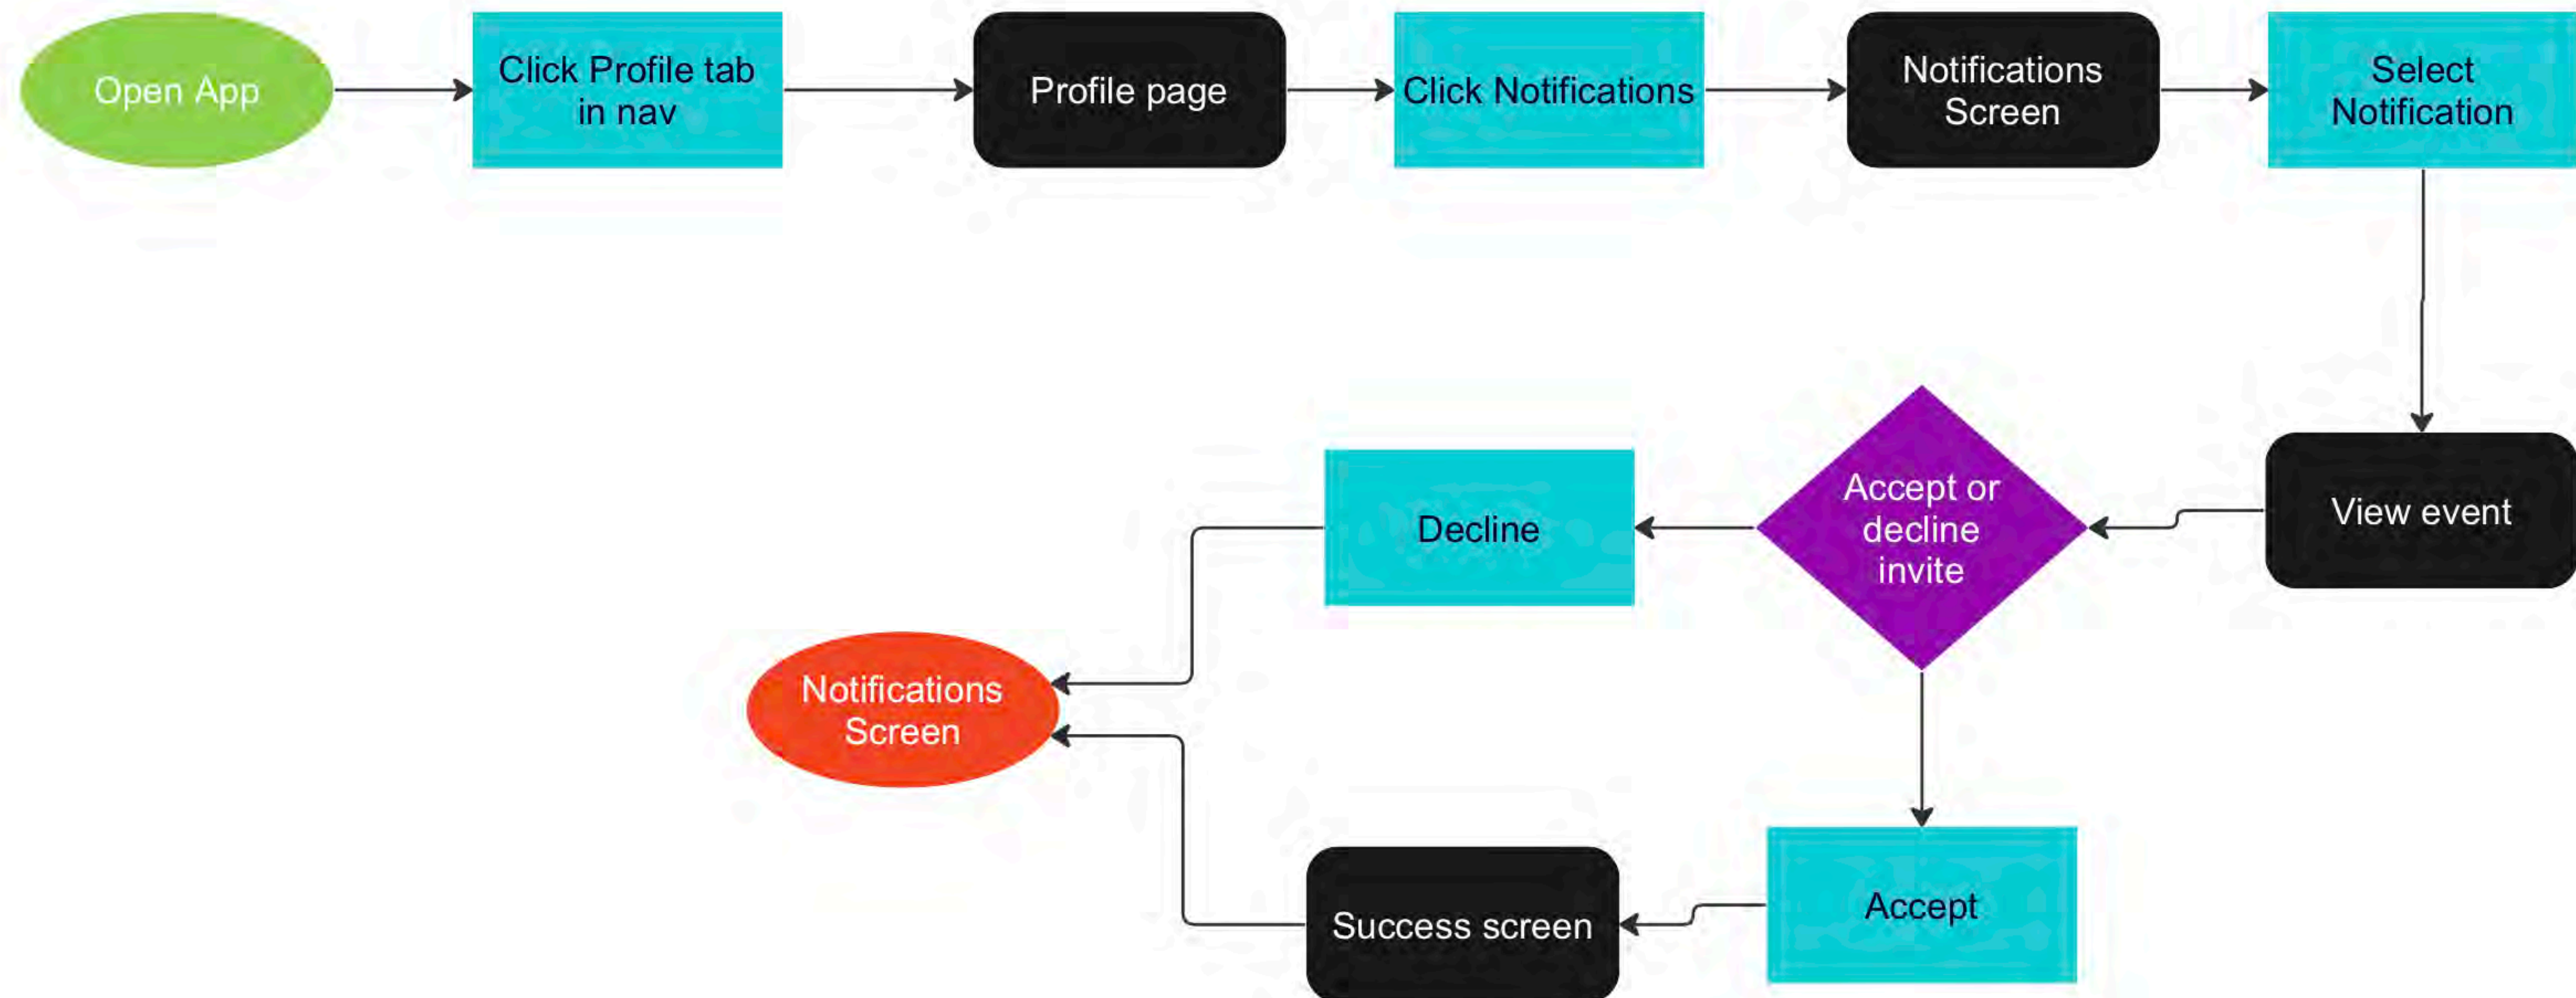 Open App
Click Profile tab
in nav
Profile page
Click Notifications
Notifications
Screen
Select
Notification
View event
Accept or
decline
invite
Decline
Notifications
Screen
Accept
Success screen